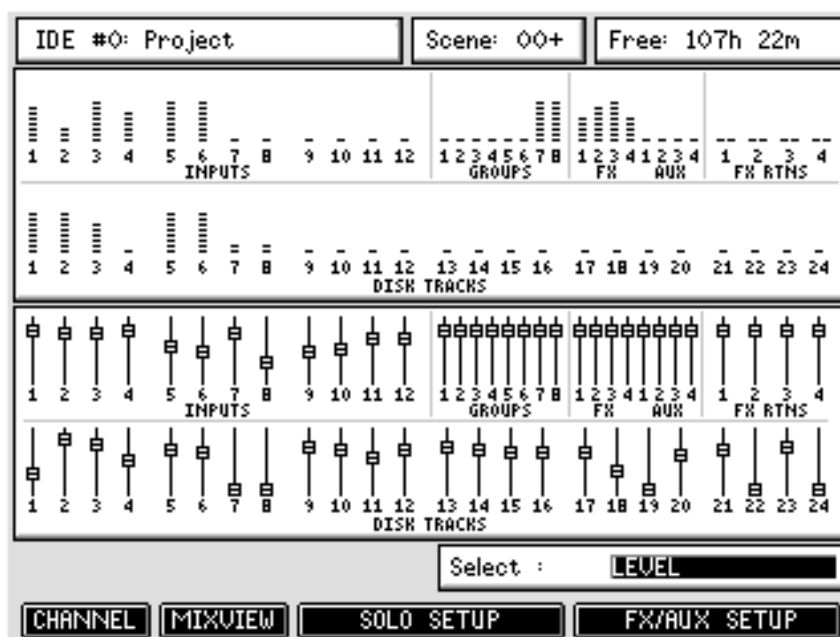 IDE #0: Project Scene: 00+ Free: 107h 22m
1 2 3 4 5 6 7 8 9 10 11 12 1 2 3 4 5 6 7 8 1 2 3 4 1 2 3 4 1 2 3 4
INPUTS GROUPS FX AUX FX RTNS
1 2 3 4 5 6 7 8 9 10 11 12 13 14 15 16 17 18 19 20 21 22 23 24
DISK TRACKS
1 2 3 4 5 6 7 8 9 10 11 12 1 2 3 4 5 6 7 8 1 2 3 4 1 2 3 4 1 2 3 4
INPUTS GROUPS FX AUX FX RTNS
1 2 3 4 5 6 7 8 9 10 11 12 13 14 15 16 17 18 19 20 21 22 23 24
DISK TRACKS
Select : LEVEL
CHANNEL MIXVIEW SOLO SETUP FX/AUX SETUP